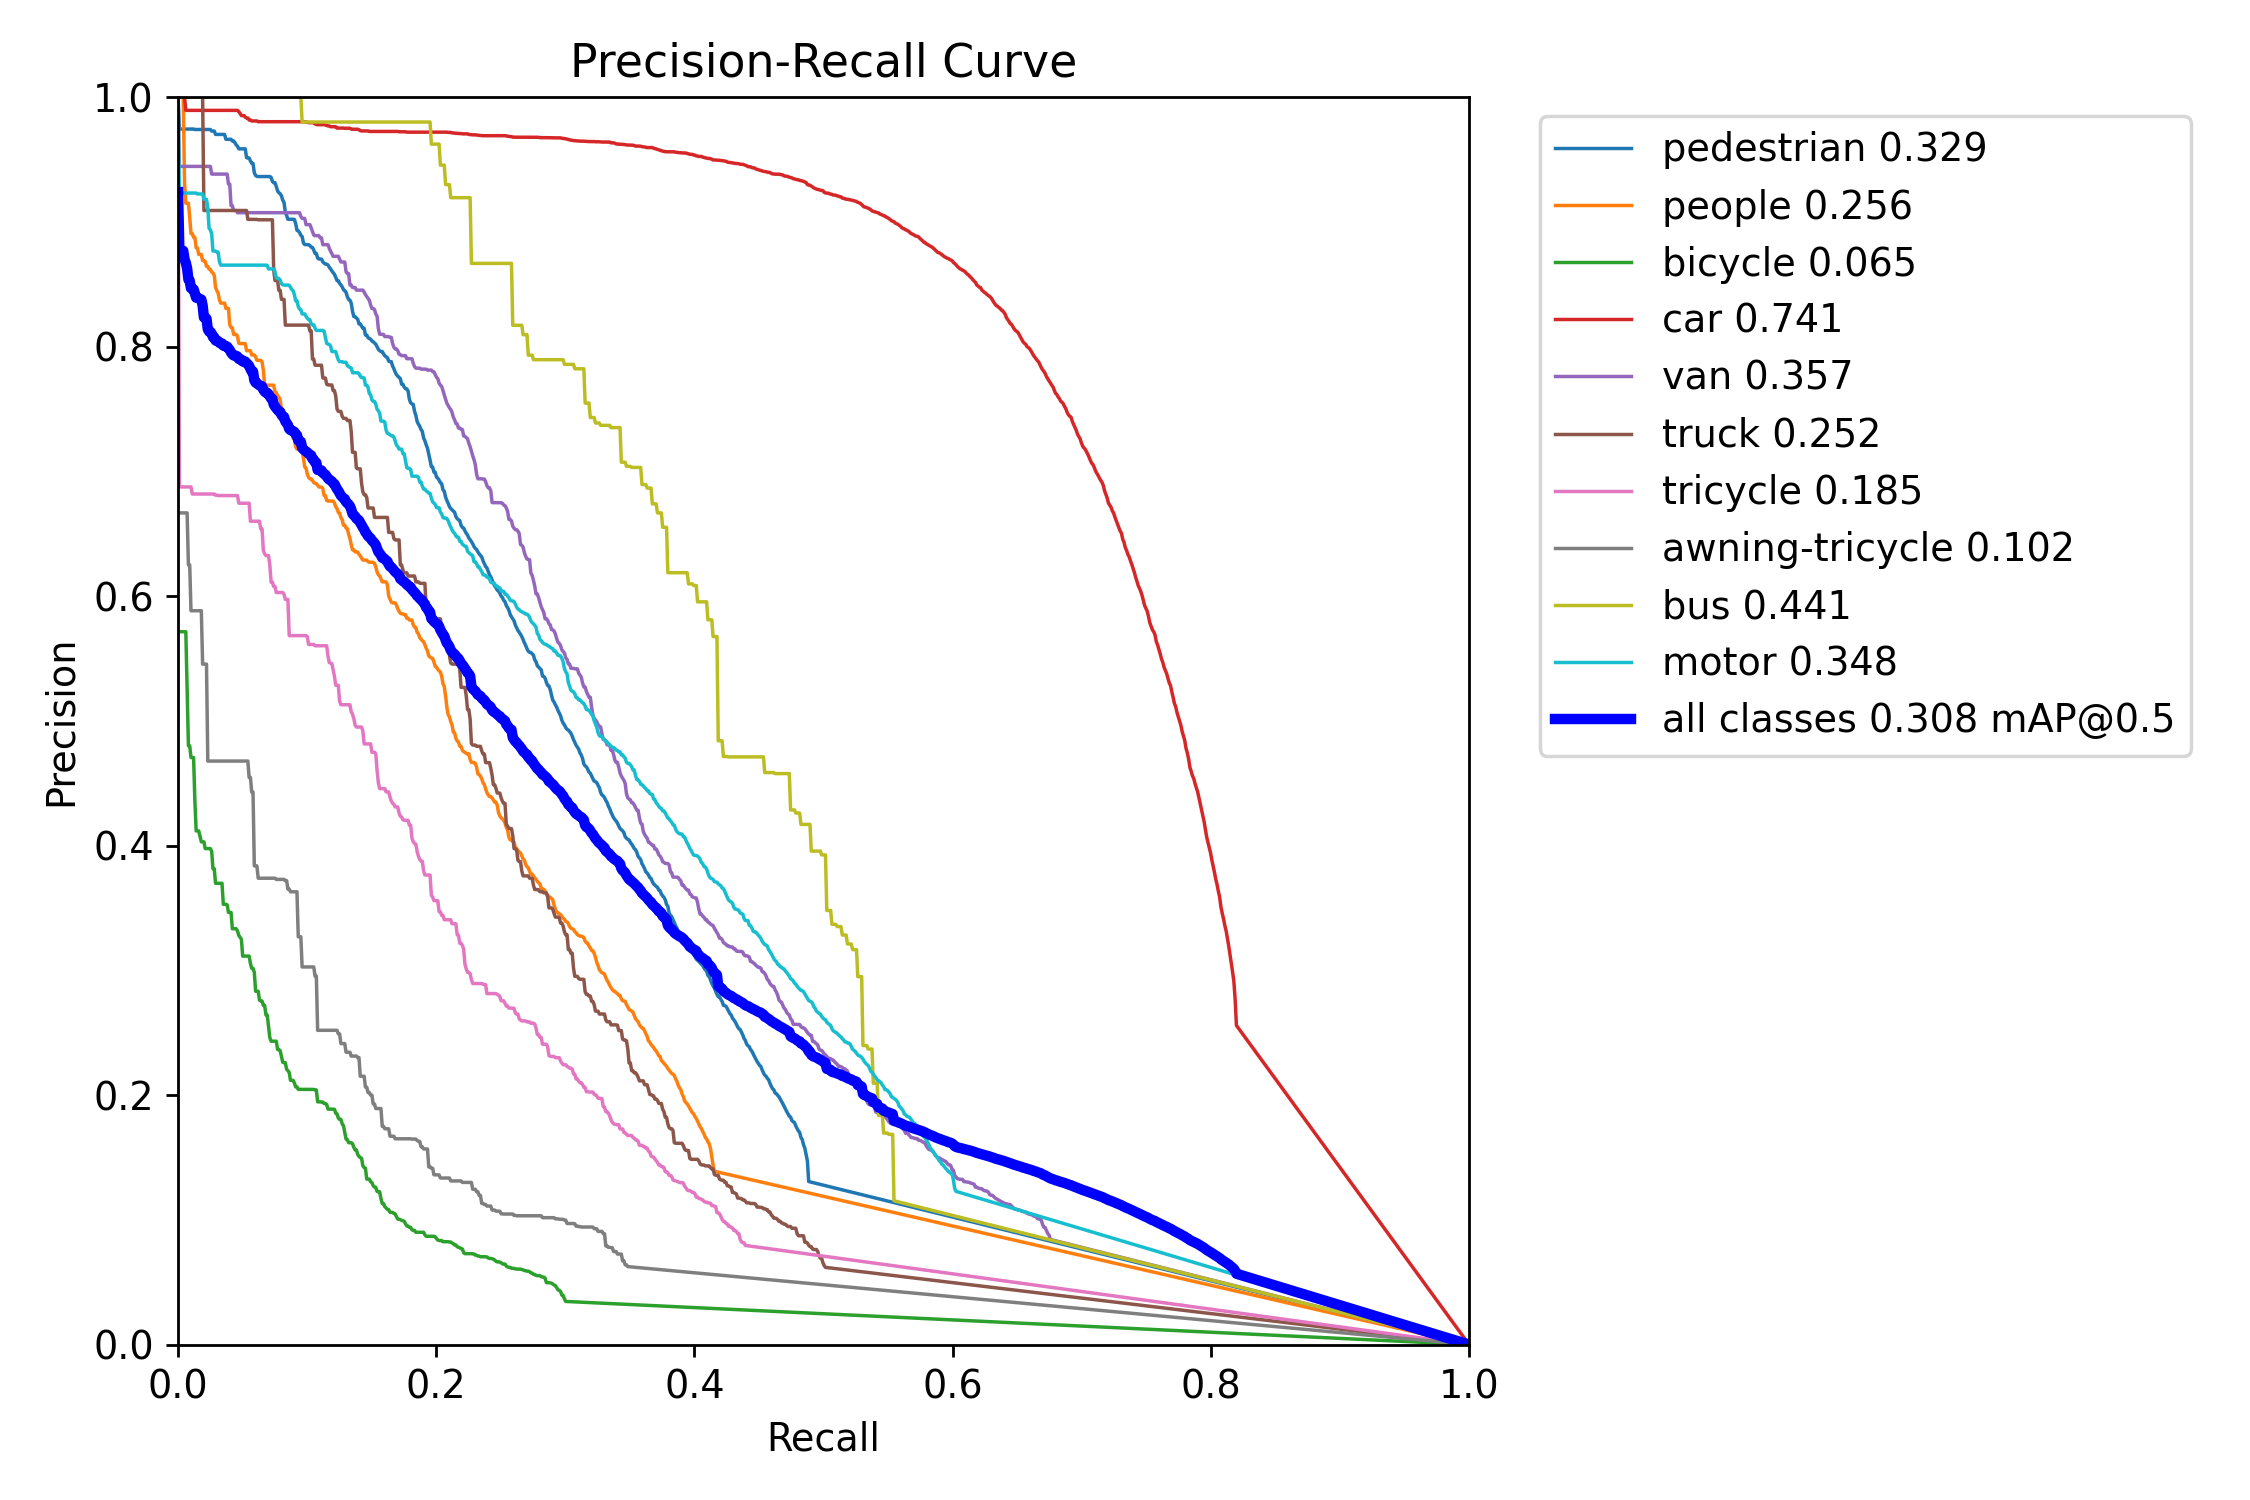 Precision-Recall Curve
1.0
0.8
0.6
0.4
0.2
0.0
Precision
0.0 0.2 0.4 0.6 0.8 1.0
Recall
pedestrian 0.329
people 0.256
bicycle 0.065
car 0.741
van 0.357
truck 0.252
tricycle 0.185
awning-tricycle 0.102
bus 0.441
motor 0.348
all classes 0.308 mAP@0.5